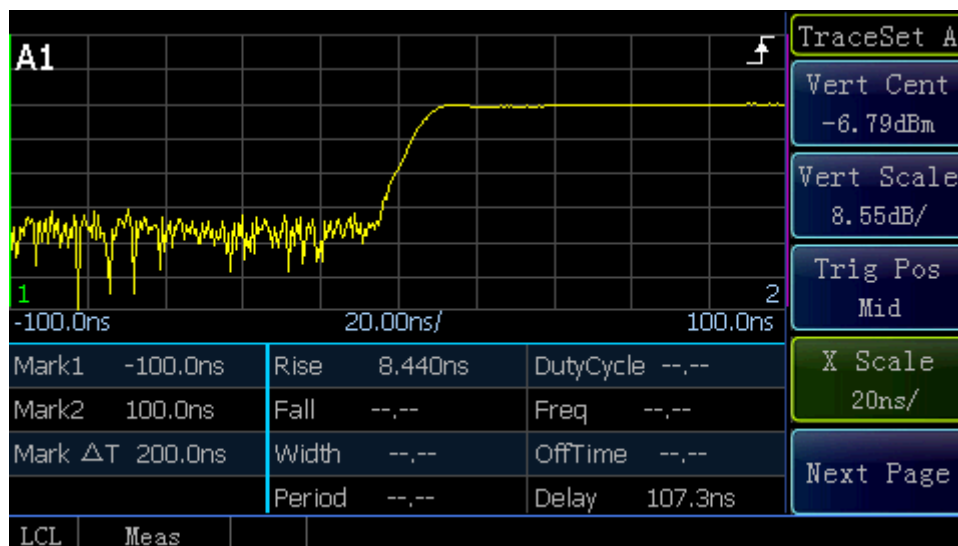 A1
1
2
-100.0ns 20.00ns/ 100.0ns
Mark1 -100.0ns Rise 8.440ns DutyCycle --.--
Mark2 100.0ns Fall --.-- Freq --.--
Mark △T 200.0ns Width --.-- OffTime --.--
Period --.-- Delay 107.3ns
LCL Meas
TraceSet A
Vert Cent
-6.79dBm
Vert Scale
8.55dB/
Trig Pos
Mid
X Scale
20ns/
Next Page